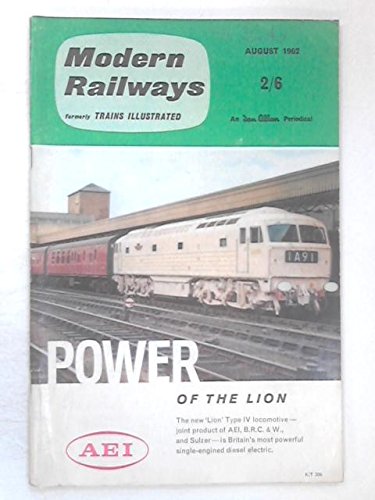 Modern
Railways
formerly TRAINS ILLUSTRATED
AUGUST 1962
2/6
An Ian Allan Periodical
1A91
POWER
OF THE LION
The new 'Lion' Type IV locomotive—
joint product of AEI, B.R.C. & W.,
and Sulzer—is Britain's most powerful
single-engined diesel electric.
AEI